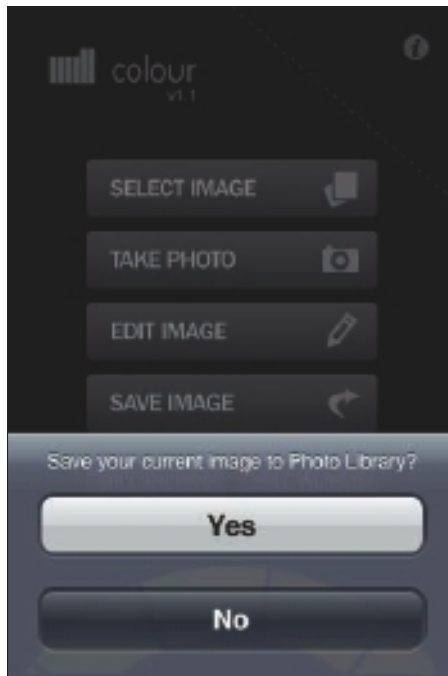 colour
v1.1
SELECT IMAGE
TAKE PHOTO
EDIT IMAGE
SAVE IMAGE
Save your current image to Photo Library?
Yes
No